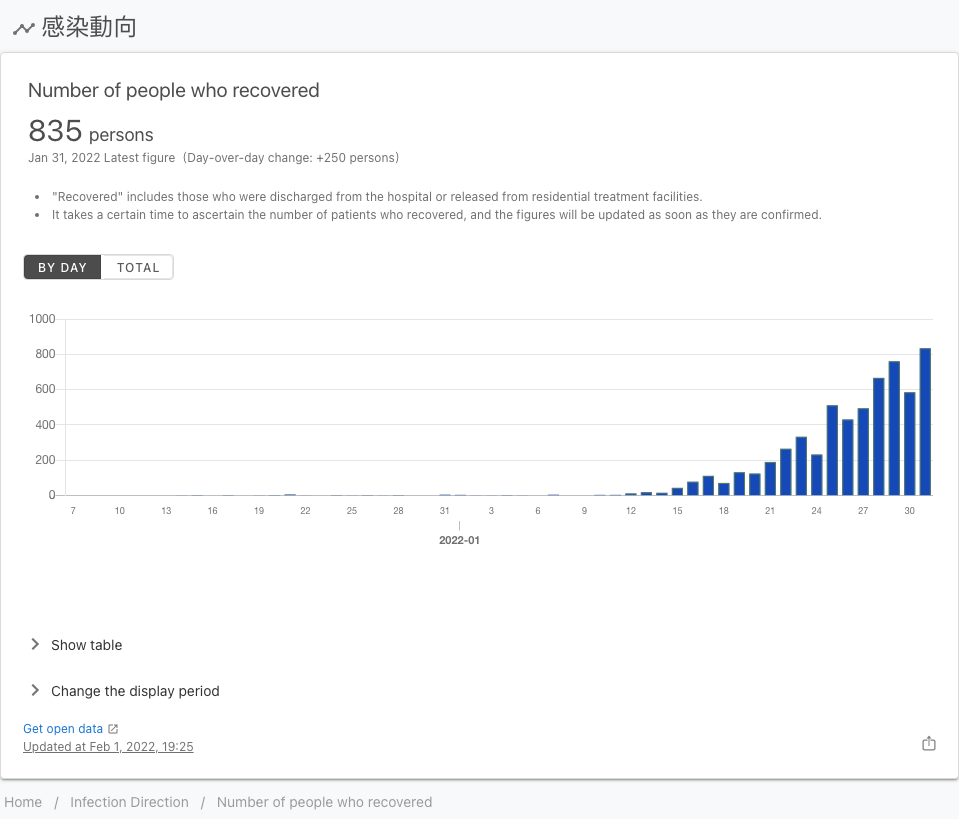 感染動向
Number of people who recovered
835 persons
Jan 31, 2022 Latest figure (Day-over-day change: +250 persons)
• "Recovered" includes those who were discharged from the hospital or released from residential treatment facilities.
• It takes a certain time to ascertain the number of patients who recovered, and the figures will be updated as soon as they are confirmed.
BY DAY TOTAL
1000
800
600
400
200
0
7 10 13 16 19 22 25 28 31 3 6 9 12 15 18 21 24 27 30
2022-01
Show table
Change the display period
Get open data
Updated at Feb 1, 2022, 19:25
Home / Infection Direction / Number of people who recovered